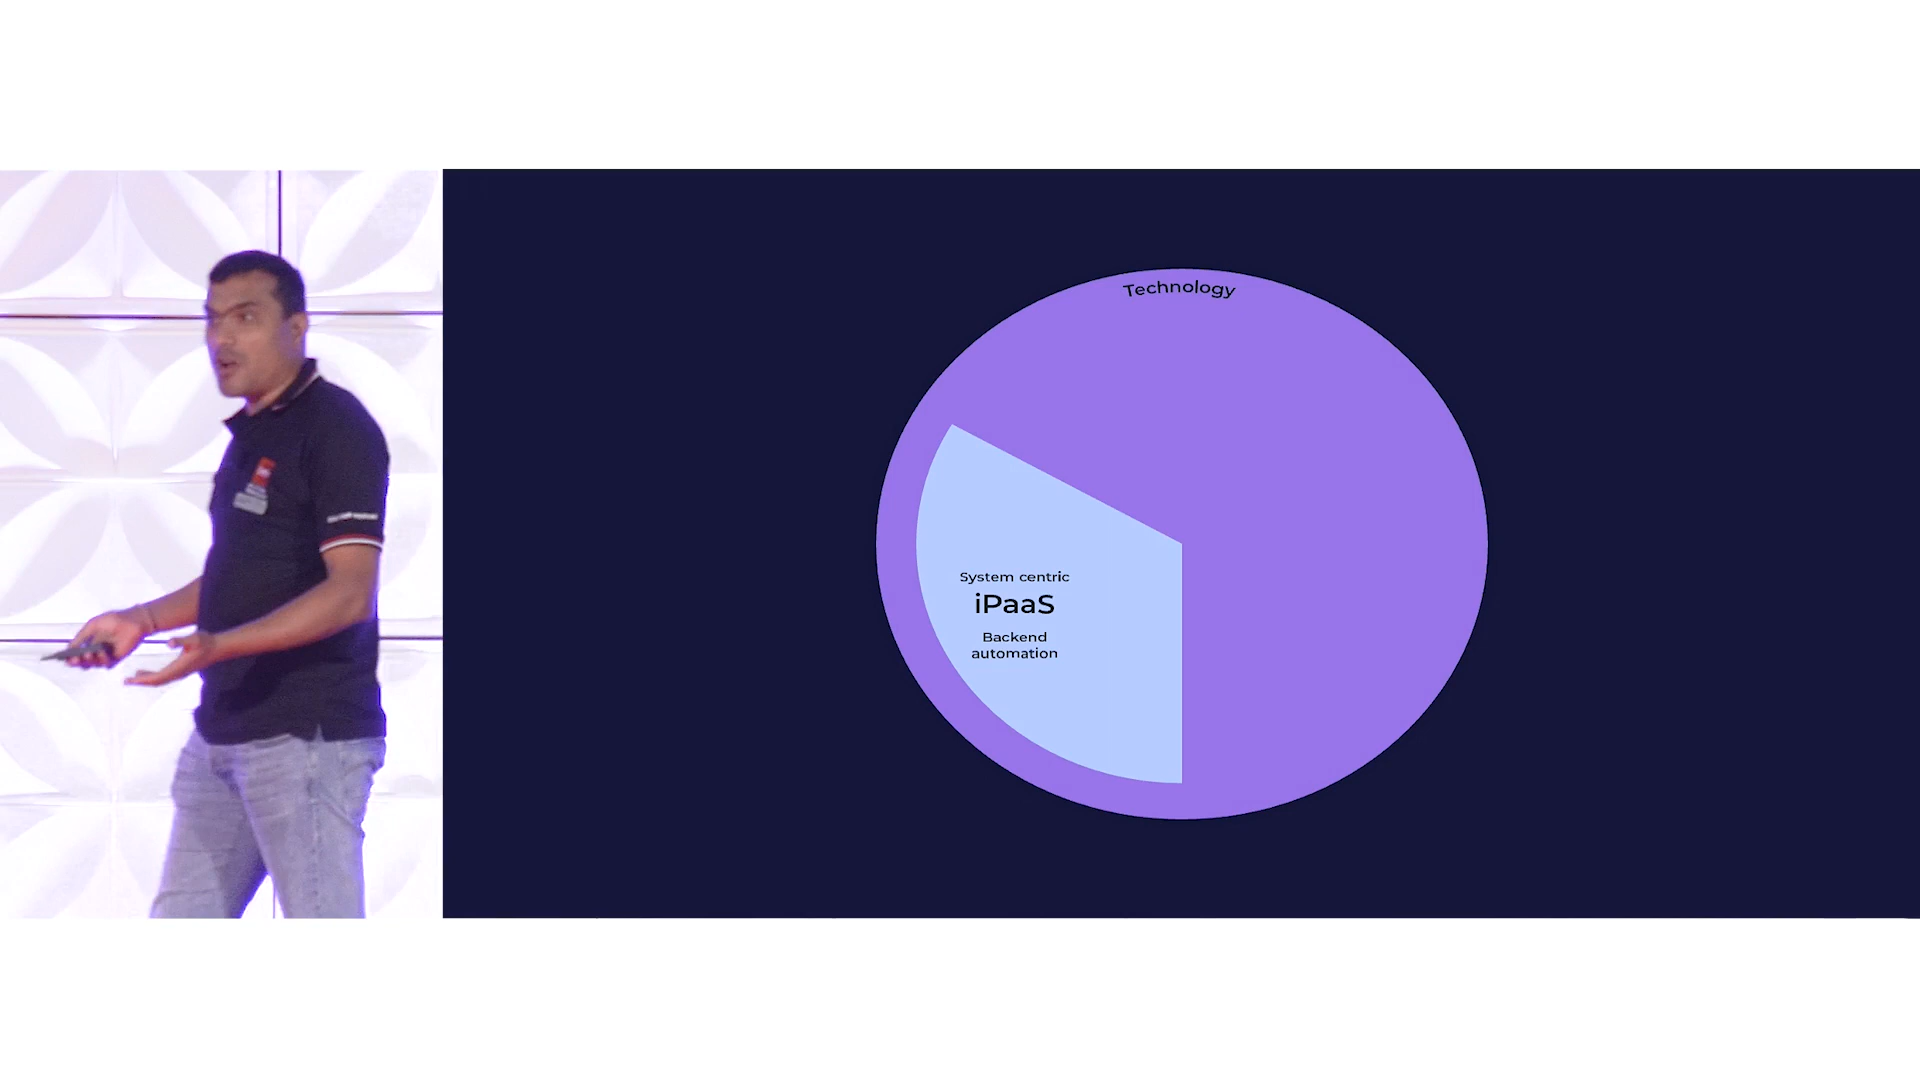 Technology
System centric
iPaaS
Backend
automation